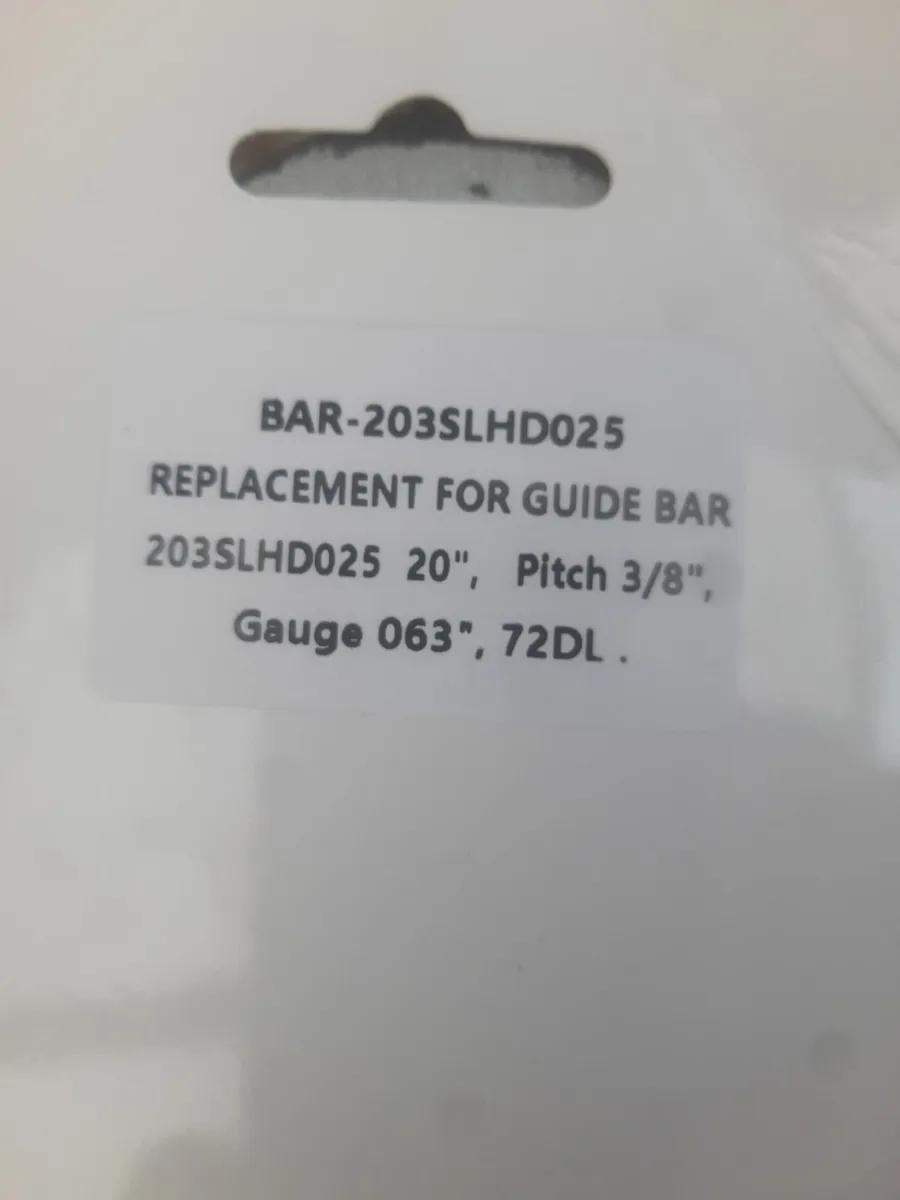 BAR-203SLHD025
REPLACEMENT FOR GUIDE BAR
203SLHD025 20", Pitch 3/8",
Gauge 063", 72DL .